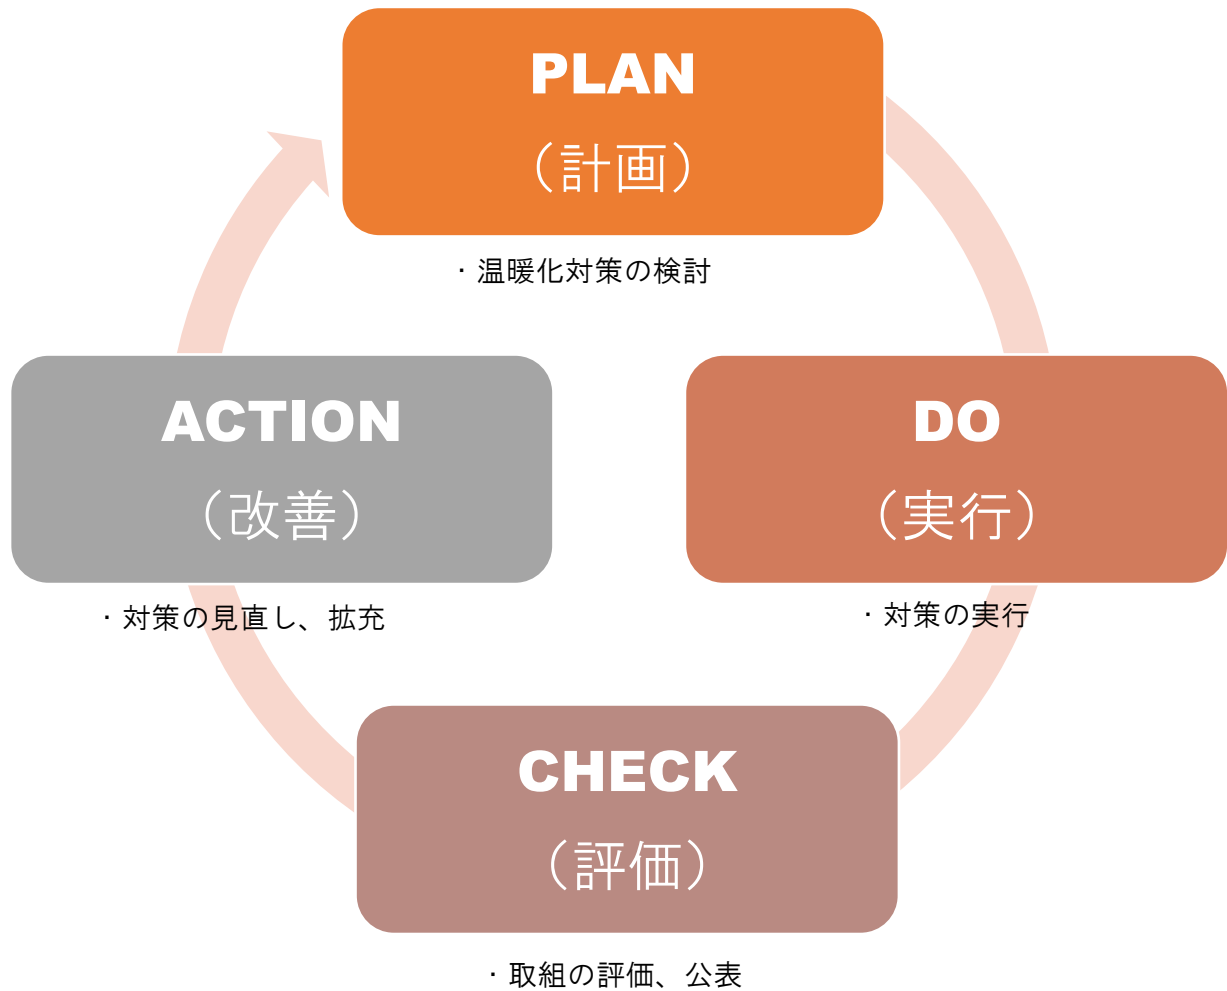 PLAN
（計画）
・温暖化対策の検討
ACTION
（改善）
・対策の見直し、拡充
DO
（実行）
・対策の実行
CHECK
（評価）
・取組の評価、公表